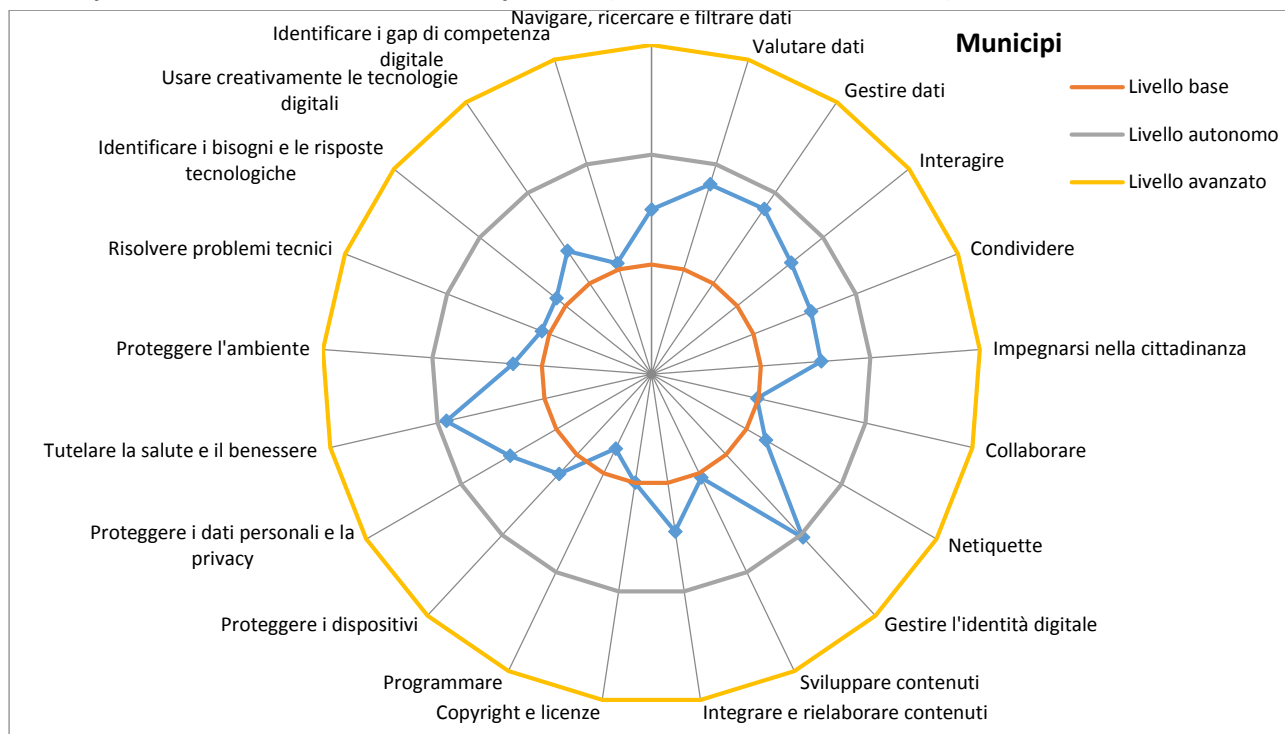 Navigare, ricercare e filtrare dati
Identificare i gap di competenza
digitale
Valutare dati
Municipi
Usare creativamente le tecnologie
digitali
Gestire dati
Livello base
Livello autonomo
Livello avanzato
Identificare i bisogni e le risposte
tecnologiche
Interagire
Risolvere problemi tecnici
Condividere
Proteggere l'ambiente
Impegnarsi nella cittadinanza
Tutelare la salute e il benessere
Collaborare
Proteggere i dati personali e la
privacy
Netiquette
Proteggere i dispositivi
Gestire l'identità digitale
Programmare
Sviluppare contenuti
Copyright e licenze
Integrare e rielaborare contenuti